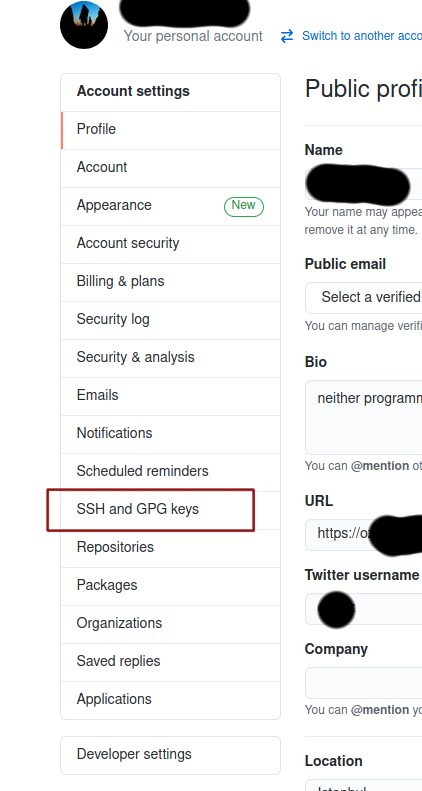 Your personal account
Switch to another acco
Account settings
Profile
Account
Appearance
New
Account security
Billing & plans
Security log
Security & analysis
Emails
Notifications
Scheduled reminders
SSH and GPG keys
Repositories
Packages
Organizations
Saved replies
Applications
Developer settings
Public profi
Name
Your name may appea
remove it at any time.
Public email
Select a verified
You can manage verifi
Bio
neither programm
You can @mention ot
URL
https://o
Twitter username
Company
You can @mention yo
Location
Istanbul